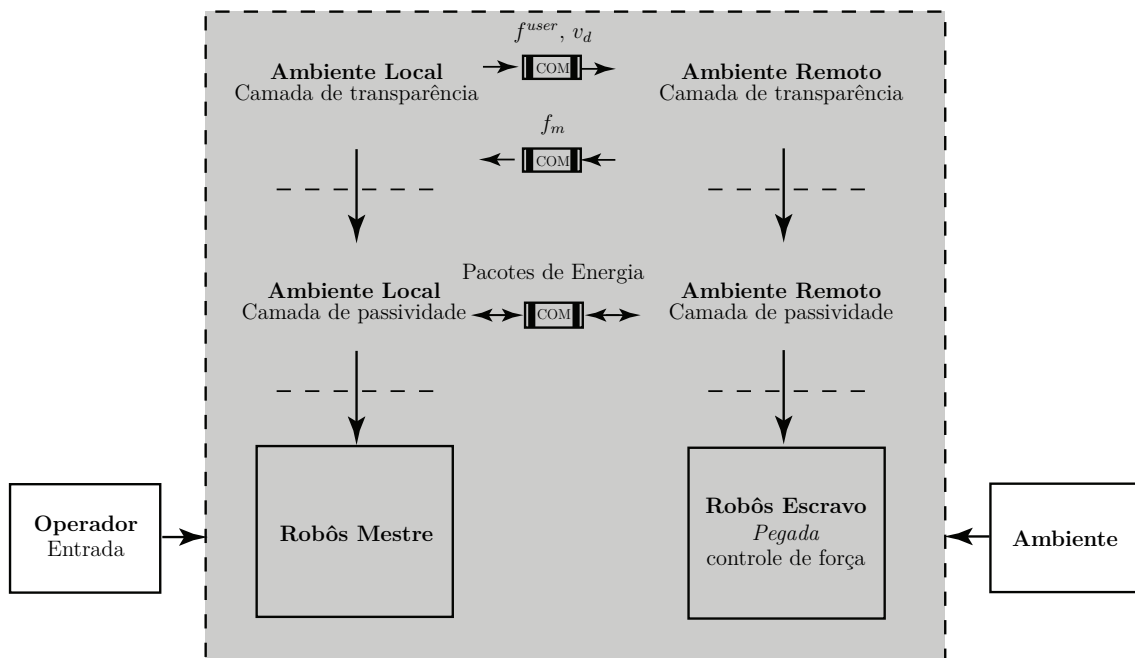 f^{user}, v_d
COM
Ambiente Local
Camada de transparência
Ambiente Remoto
Camada de transparência
f_m
COM
Pacotes de Energia
Ambiente Local
Camada de passividade
COM
Ambiente Remoto
Camada de passividade
Operador
Entrada
Robôs Mestre
Robôs Escravo
Pegada
controle de força
Ambiente